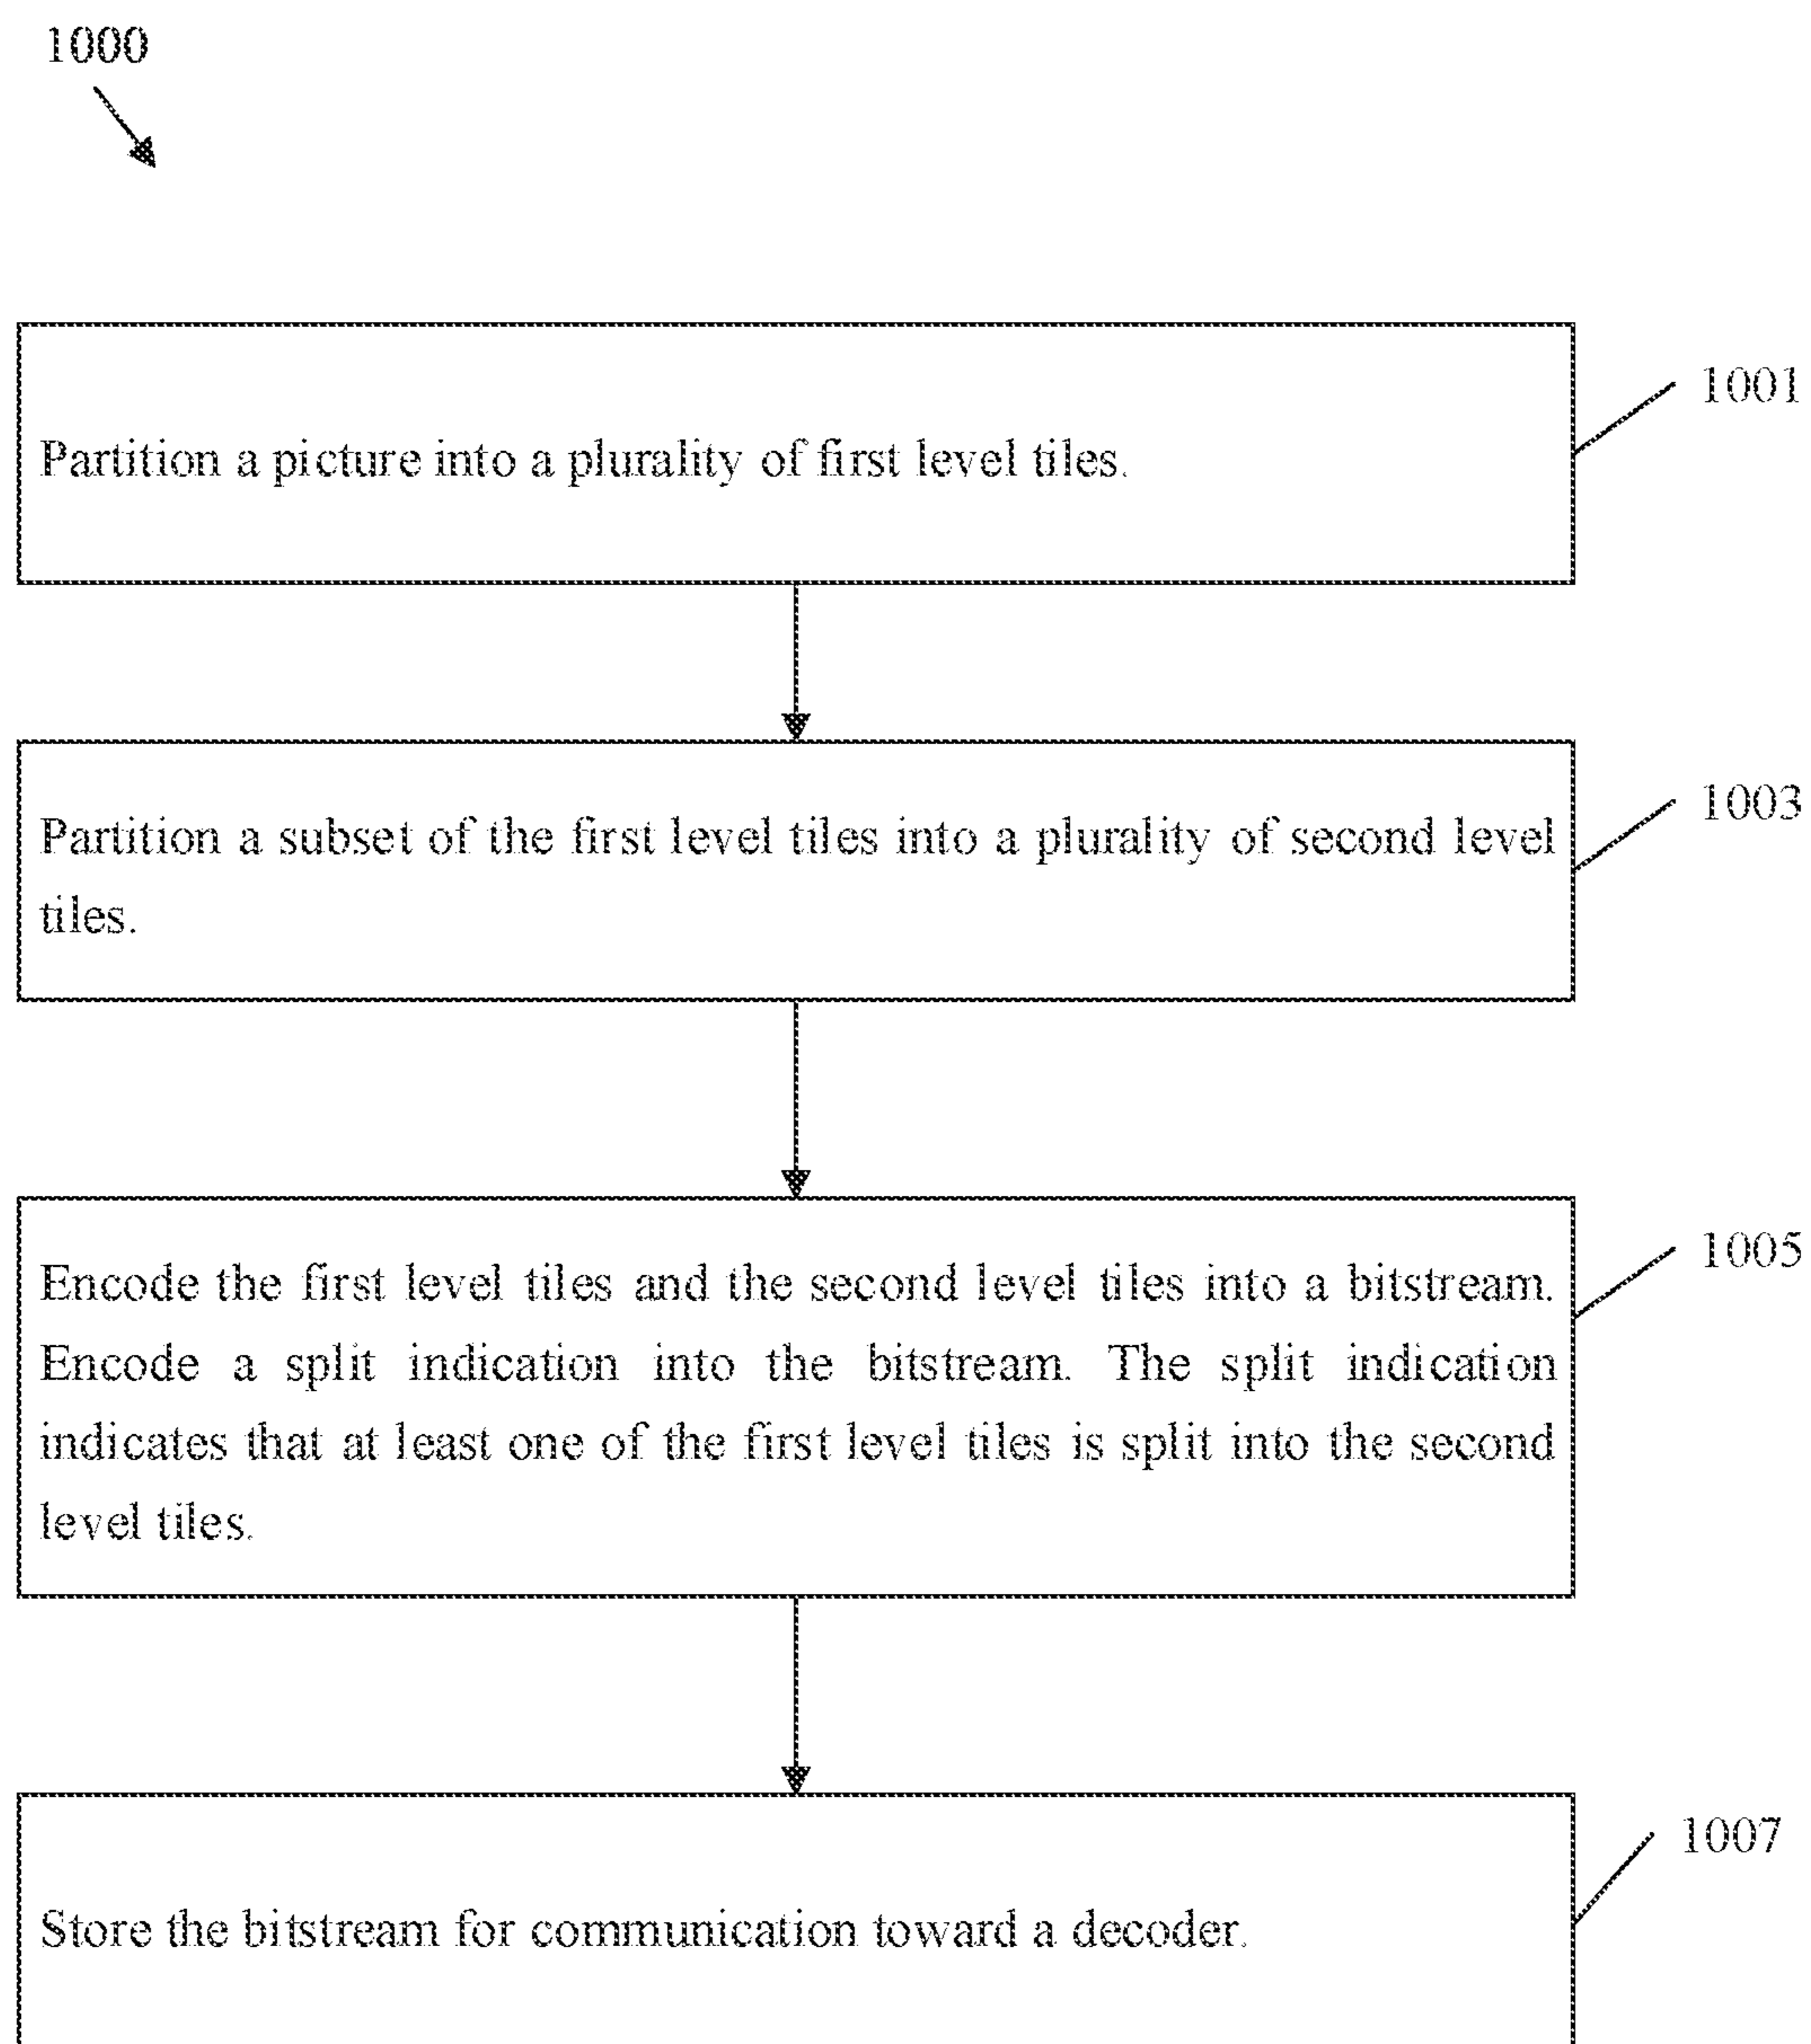 1000
Partition a picture into a plurality of first level tiles.
1001
Partition a subset of the first level tiles into a plurality of second level
tiles.
1003
Encode the first level tiles and the second level tiles into a bitstream.
Encode a split indication into the bitstream. The split indication
indicates that at least one of the first level tiles is split into the second
level tiles.
1005
Store the bitstream for communication toward a decoder.
1007